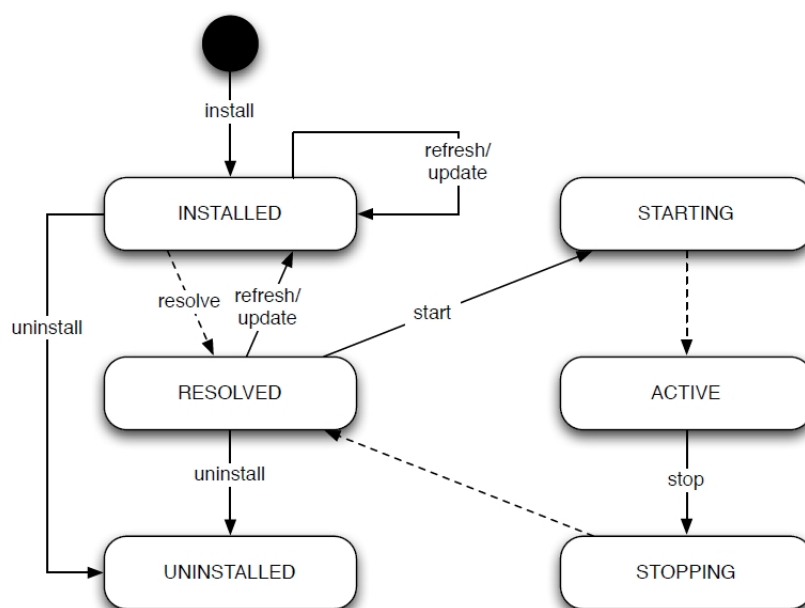 install
refresh/
update
INSTALLED
STARTING
resolve
refresh/
update
uninstall
start
RESOLVED
ACTIVE
uninstall
stop
UNINSTALLED
STOPPING